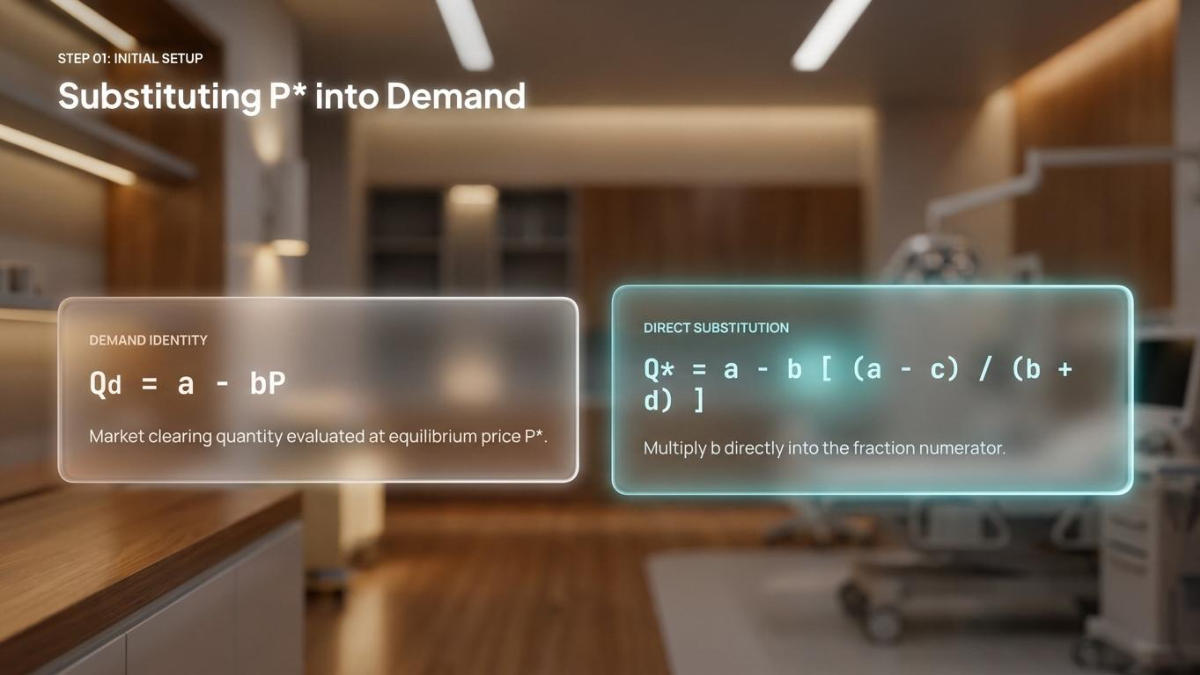 STEP 01: INITIAL SETUP
Substituting P* into Demand
DEMAND IDENTITY
Qd = a - bP
Market clearing quantity evaluated at equilibrium price P*.
DIRECT SUBSTITUTION
Q* = a - b [ (a - c) / (b +
d) ]
Multiply b directly into the fraction numerator.